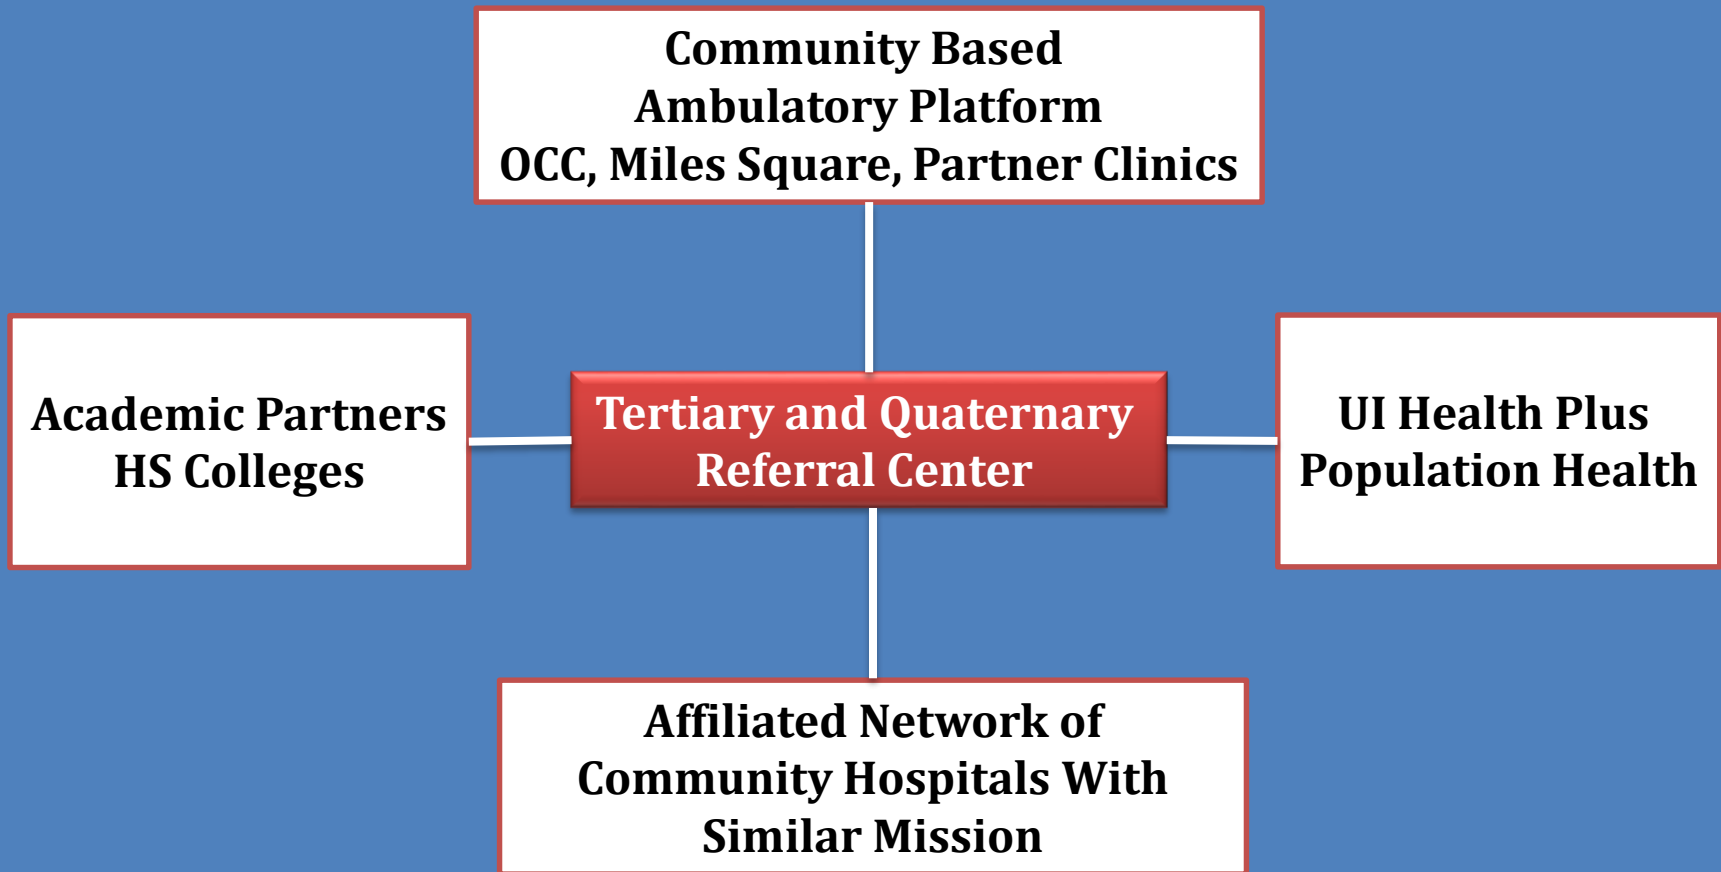 Community Based
Ambulatory Platform
OCC, Miles Square, Partner Clinics
Academic Partners
HS Colleges
Tertiary and Quaternary
Referral Center
UI Health Plus
Population Health
Affiliated Network of
Community Hospitals With
Similar Mission